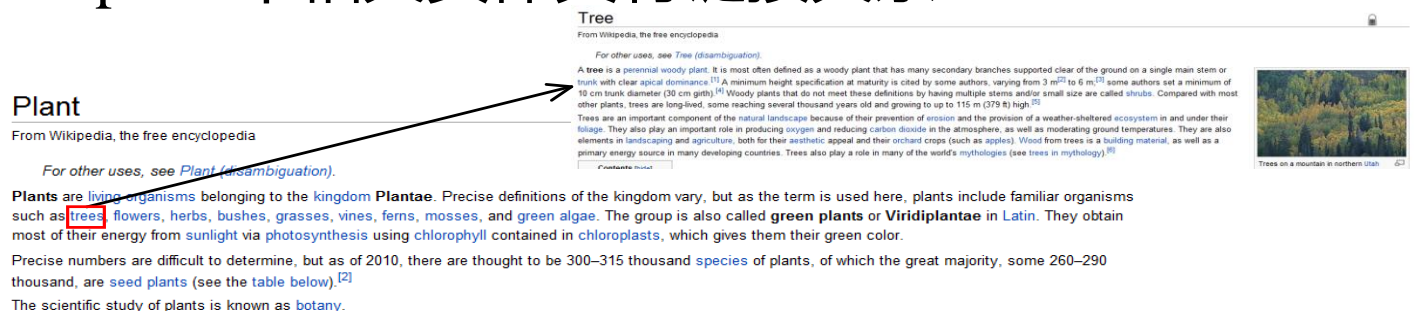 Tree
From Wikipedia, the free encyclopedia
For other uses, see Tree (disambiguation).
A tree is a perennial woody plant. It is most often defined as a woody plant that has many secondary branches supported clear of the ground on a single main stem or
trunk with clear apical dominance.[1] A minimum height specification at maturity is cited by some authors, varying from 3 m[2] to 6 m;[3] some authors set a minimum of
10 cm trunk diameter (30 cm girth).[4] Woody plants that do not meet these definitions by having multiple stems and/or small size are called shrubs. Compared with most
other plants, trees are long-lived, some reaching several thousand years old and growing to up to 115 m (379 ft) high.[5]
Trees are an important component of the natural landscape because of their prevention of erosion and the provision of a weather-sheltered ecosystem in and under their
foliage. They also play an important role in producing oxygen and reducing carbon dioxide in the atmosphere, as well as moderating ground temperatures. They are also
elements in landscaping and agriculture, both for their aesthetic appeal and their orchard crops (such as apples). Wood from trees is a building material, as well as a
primary energy source in many developing countries. Trees also play a role in many of the world's mythologies (see trees in mythology).[6]
Contents [hide]
Trees on a mountain in northern Utah
Plant
From Wikipedia, the free encyclopedia
For other uses, see Plant (disambiguation).
Plants are living organisms belonging to the kingdom Plantae. Precise definitions of the kingdom vary, but as the term is used here, plants include familiar organisms
such as trees, flowers, herbs, bushes, grasses, vines, ferns, mosses, and green algae. The group is also called green plants or Viridiplantae in Latin. They obtain
most of their energy from sunlight via photosynthesis using chlorophyll contained in chloroplasts, which gives them their green color.
Precise numbers are difficult to determine, but as of 2010, there are thought to be 300–315 thousand species of plants, of which the great majority, some 260–290
thousand, are seed plants (see the table below).[2]
The scientific study of plants is known as botany.